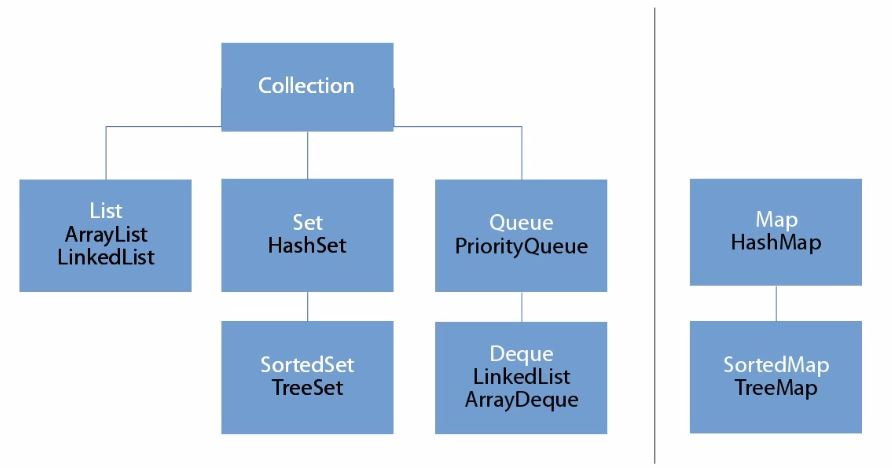 Collection
List
ArrayList
LinkedList
Set
HashSet
Queue
PriorityQueue
Map
HashMap
SortedSet
TreeSet
Deque
LinkedList
ArrayDeque
SortedMap
TreeMap